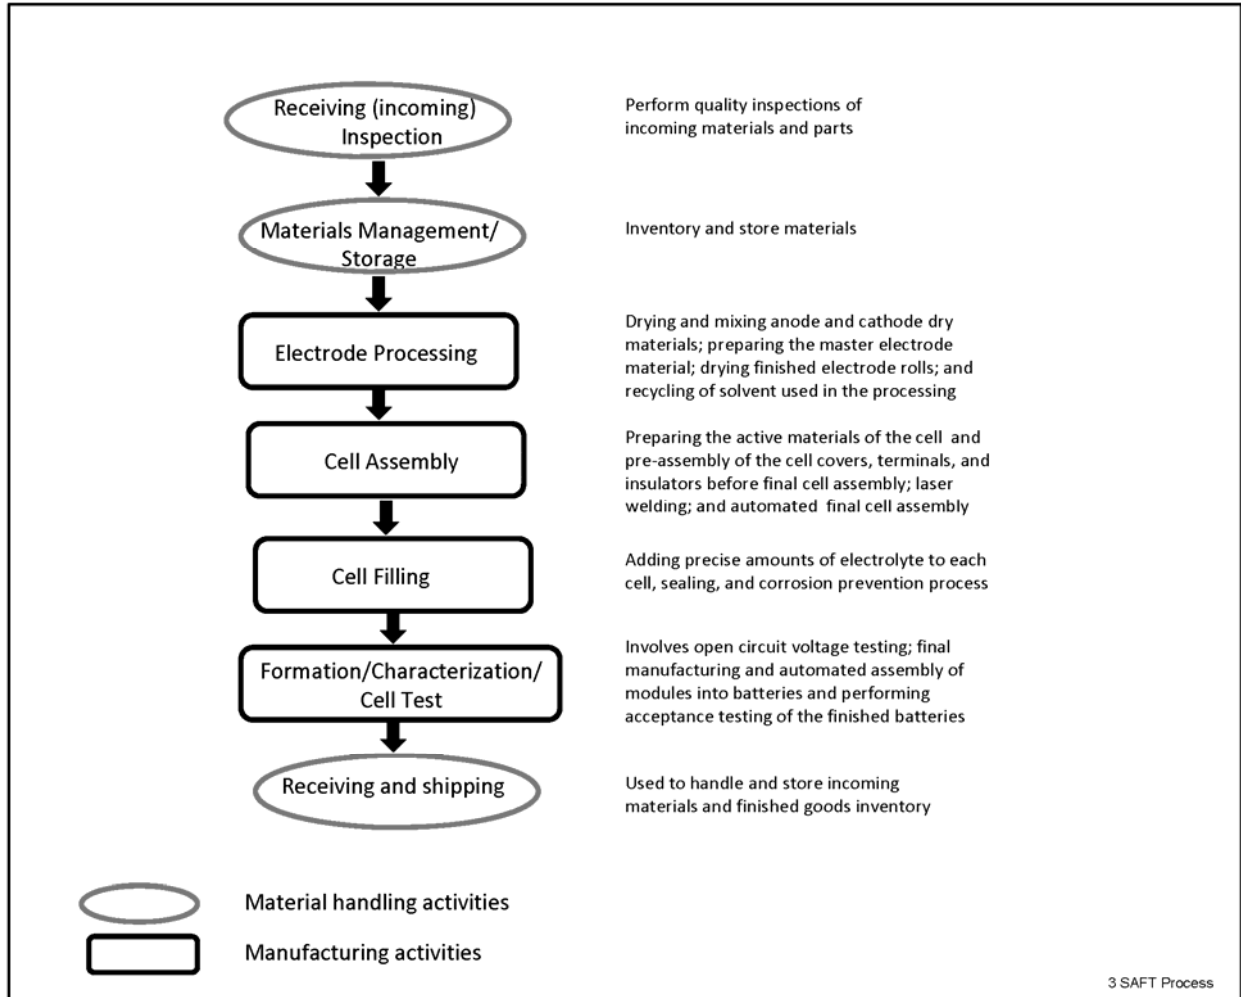 Receiving (incoming)
Inspection
Perform quality inspections of
incoming materials and parts
Materials Management/
Storage
Inventory and store materials
Electrode Processing
Drying and mixing anode and cathode dry
materials; preparing the master electrode
material; drying finished electrode rolls; and
recycling of solvent used in the processing
Cell Assembly
Preparing the active materials of the cell and
pre-assembly of the cell covers, terminals, and
insulators before final cell assembly; laser
welding; and automated final cell assembly
Cell Filling
Adding precise amounts of electrolyte to each
cell, sealing, and corrosion prevention process
Formation/Characterization/
Cell Test
Involves open circuit voltage testing; final
manufacturing and automated assembly of
modules into batteries and performing
acceptance testing of the finished batteries
Receiving and shipping
Used to handle and store incoming
materials and finished goods inventory
Material handling activities
Manufacturing activities
3 SAFT Process